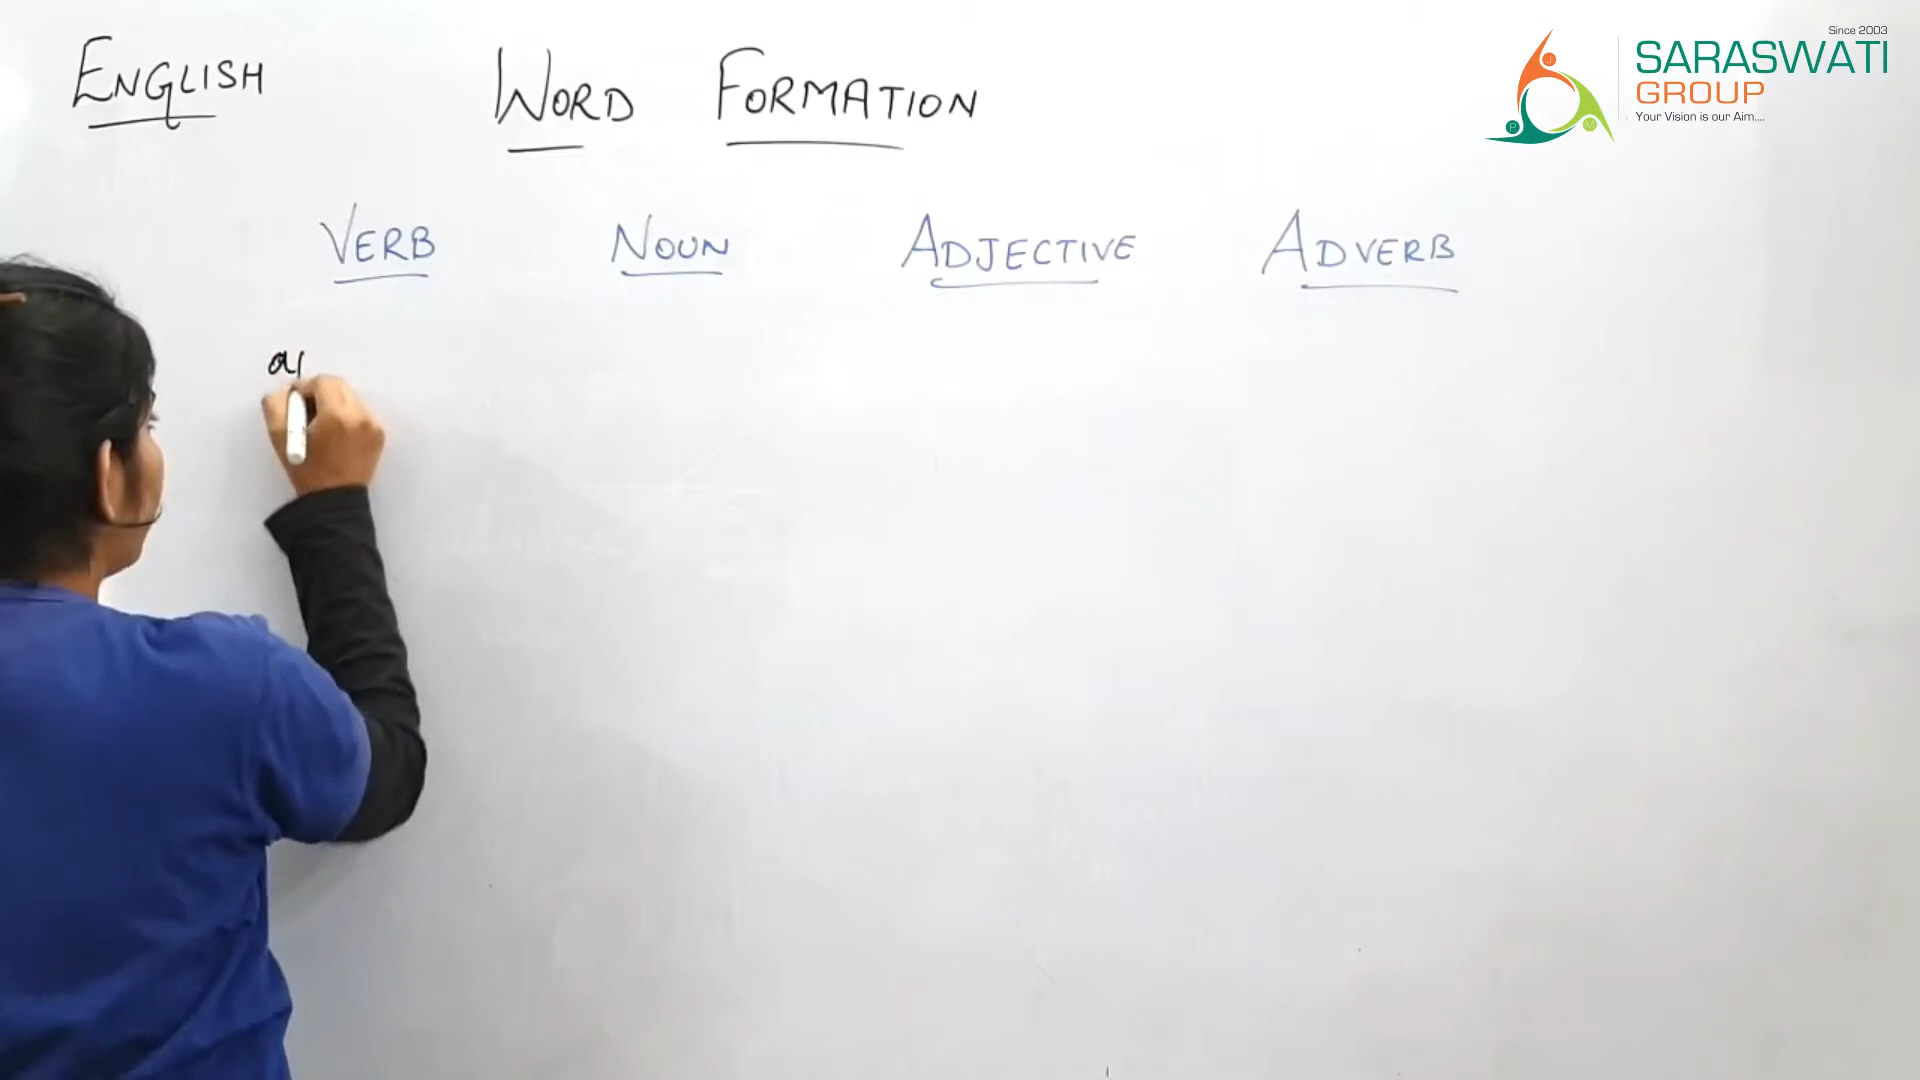 ENGLISH WORD FORMATION
Since 2003
SARASWATI
GROUP
Your Vision is our Aim....
J
P
M
VERB NOUN ADJECTIVE ADVERB